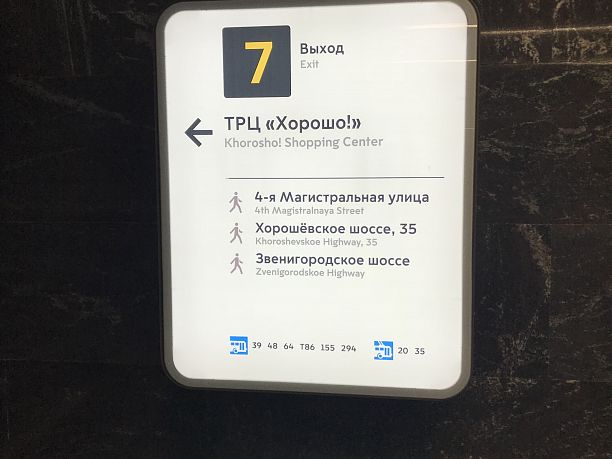 7 Выход
Exit
ТРЦ «Хорошо!»
Khorosho! Shopping Center
4-я Магистральная улица
4th Magistralnaya Street
Хорошёвское шоссе, 35
Khoroshevskoe Highway, 35
Звенигородское шоссе
Zvenigorodskoe Highway
39 48 64 Т86 155 294 20 35